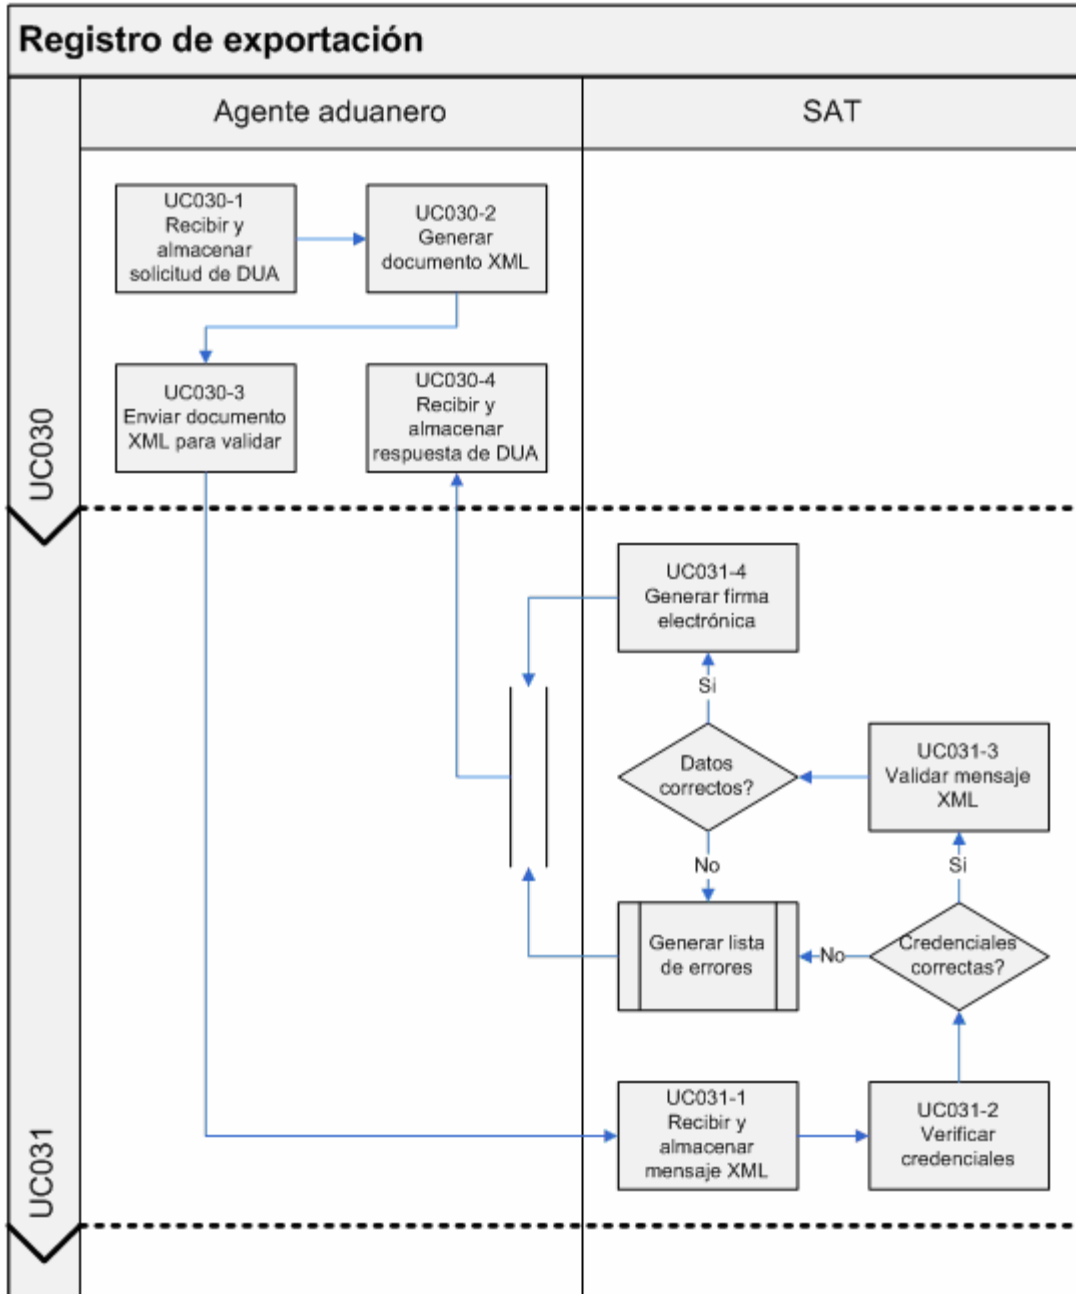 Registro de exportación
Agente aduanero
SAT
UC030
UC030-1
Recibir y
almacenar
solicitud de DUA
UC030-2
Generar
documento XML
UC030-3
Enviar documento
XML para validar
UC030-4
Recibir y
almacenar
respuesta de DUA
UC031
UC031-4
Generar firma
electrónica
Si
Datos
correctos?
UC031-3
Validar mensaje
XML
No
Si
Generar lista
de errores
No
Credenciales
correctas?
UC031-1
Recibir y
almacenar
mensaje XML
UC031-2
Verificar
credenciales